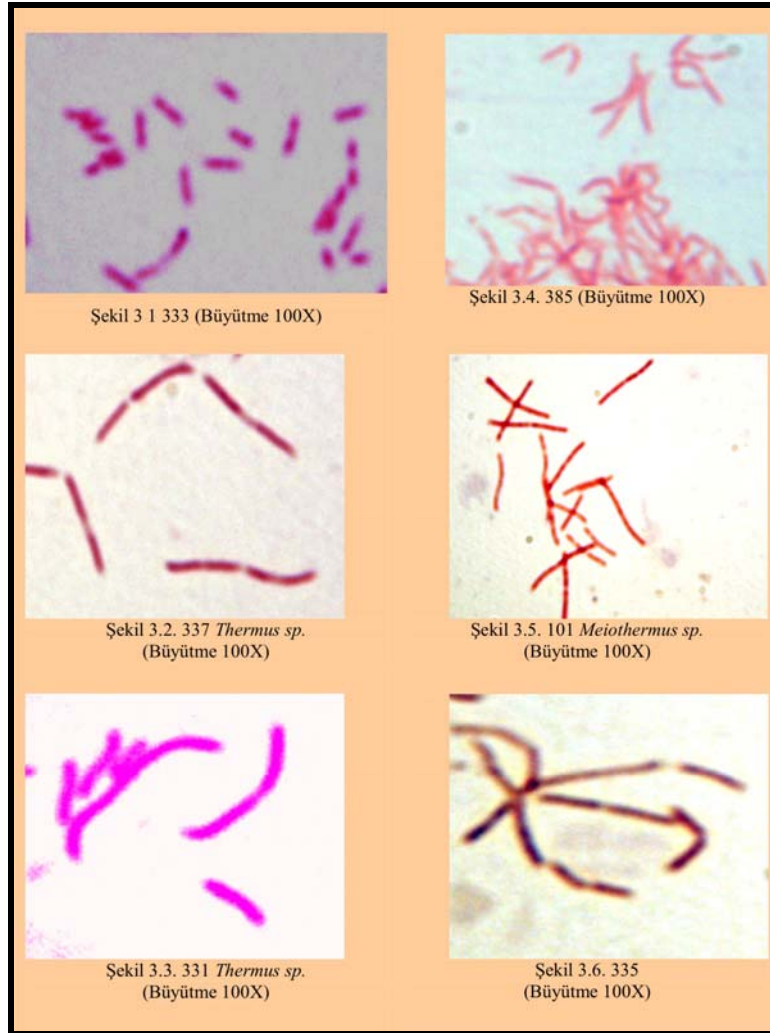 Şekil 3 1 333 (Büyütme 100X)
Şekil 3.4. 385 (Büyütme 100X)
Şekil 3.2. 337 Thermus sp.
(Büyütme 100X)
Şekil 3.5. 101 Meiothermus sp.
(Büyütme 100X)
Şekil 3.3. 331 Thermus sp.
(Büyütme 100X)
Şekil 3.6. 335
(Büyütme 100X)